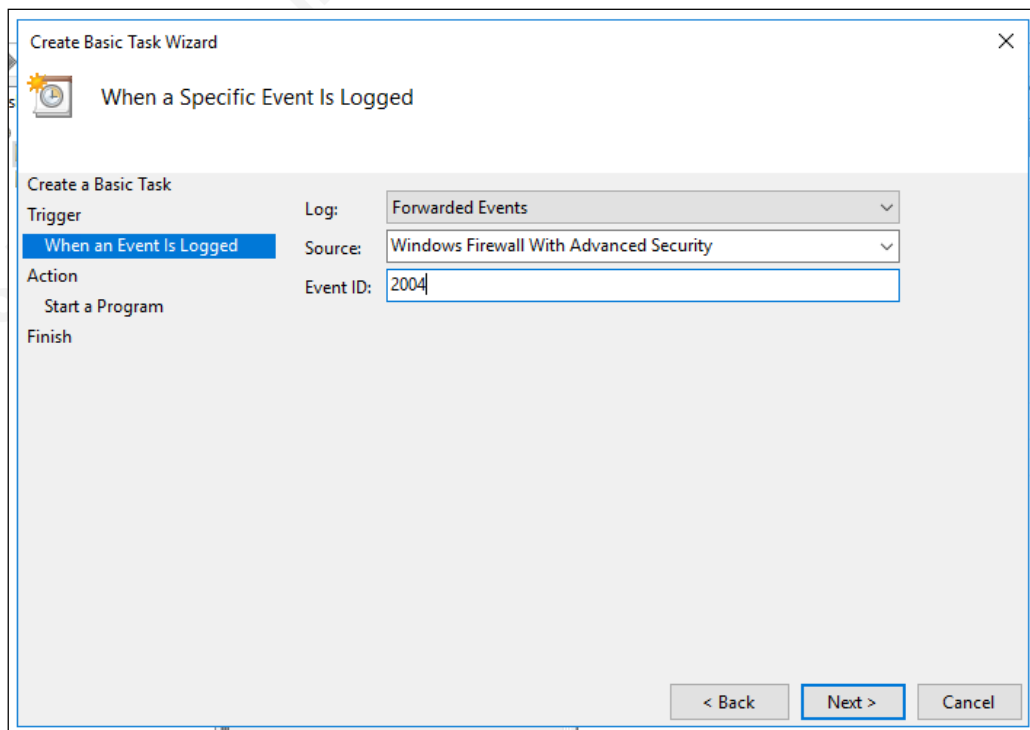 Create Basic Task Wizard
When a Specific Event Is Logged
Create a Basic Task
Trigger
When an Event Is Logged
Action
Start a Program
Finish
Log: Forwarded Events
Source: Windows Firewall With Advanced Security
Event ID: 2004
< Back Next > Cancel